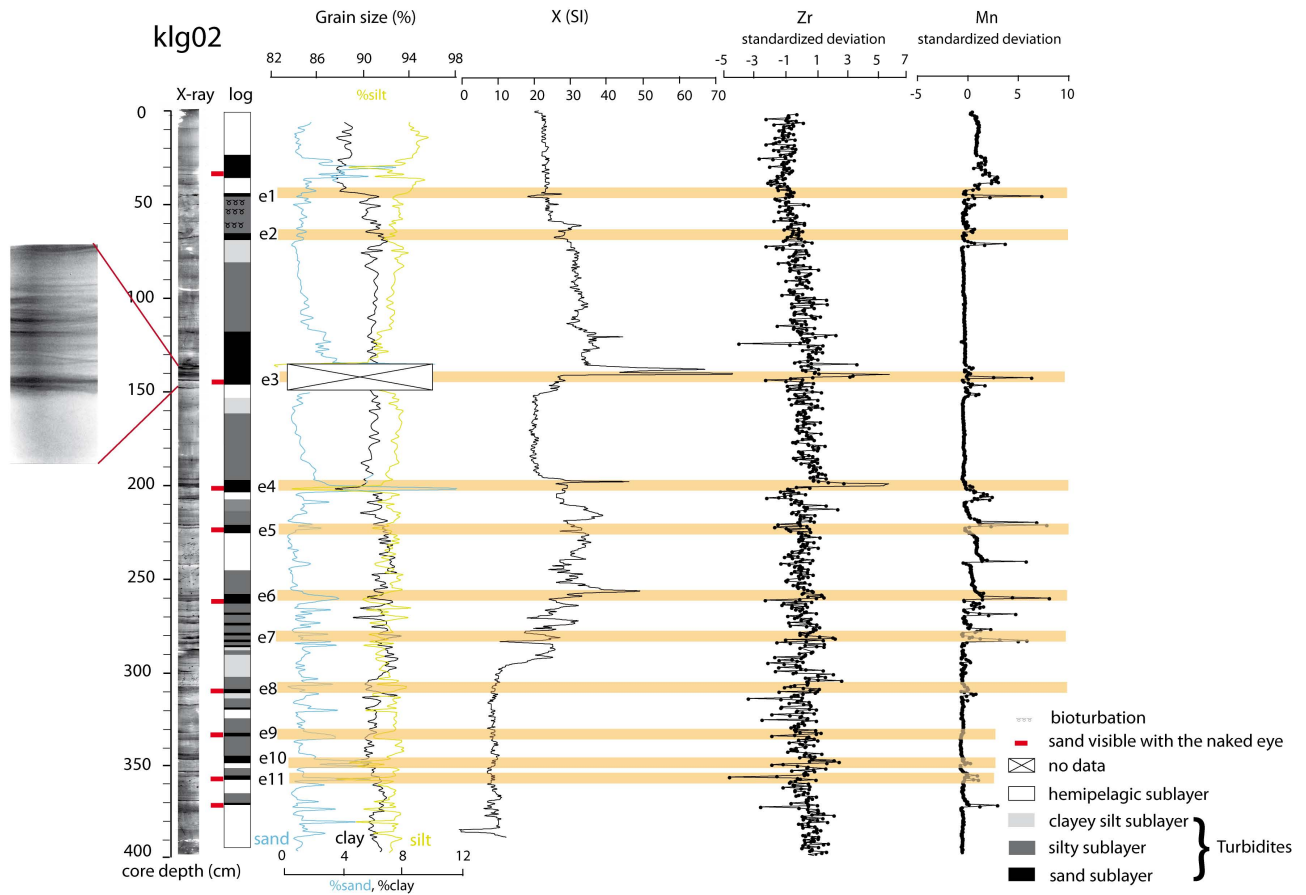 klg02
Grain size (%)
X (SI)
Zr
standardized deviation
Mn
standardized deviation
82 86 90 94 98
-5 -3 -1 1 3 5 7
X-ray log
%silt
0 10 20 30 40 50 60 70
-5 0 5 10
0
50
100
150
200
250
300
350
400
e1
e2
e3
e4
e5
e6
e7
e8
e9
e10
e11
sand clay silt
0 4 8 12
core depth (cm)
%sand, %clay
bioturbation
sand visible with the naked eye
no data
hemipelagic sublayer
clayey silt sublayer
silty sublayer
sand sublayer
Turbidites